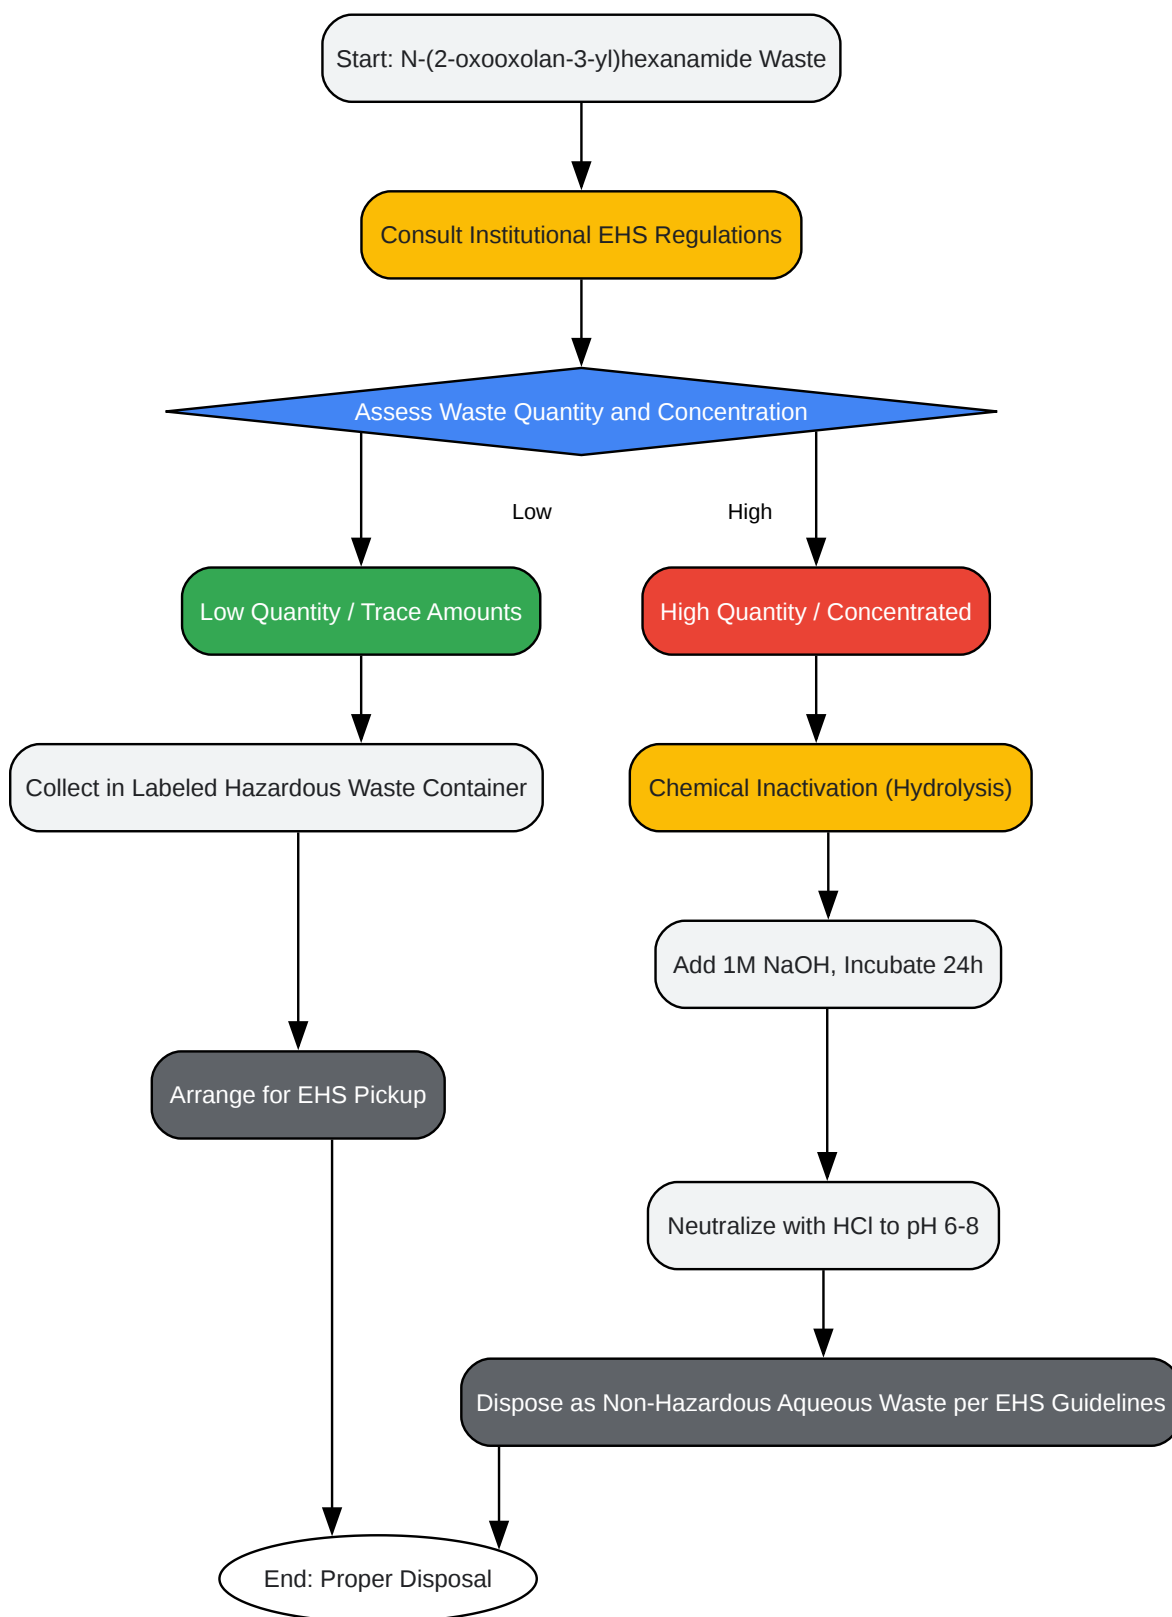 Start: N-(2-oxooxolan-3-yl)hexanamide Waste
Consult Institutional EHS Regulations
Assess Waste Quantity and Concentration
Low
High
Low Quantity / Trace Amounts
High Quantity / Concentrated
Collect in Labeled Hazardous Waste Container
Chemical Inactivation (Hydrolysis)
Add 1M NaOH, Incubate 24h
Arrange for EHS Pickup
Neutralize with HCl to pH 6-8
Dispose as Non-Hazardous Aqueous Waste per EHS Guidelines
End: Proper Disposal